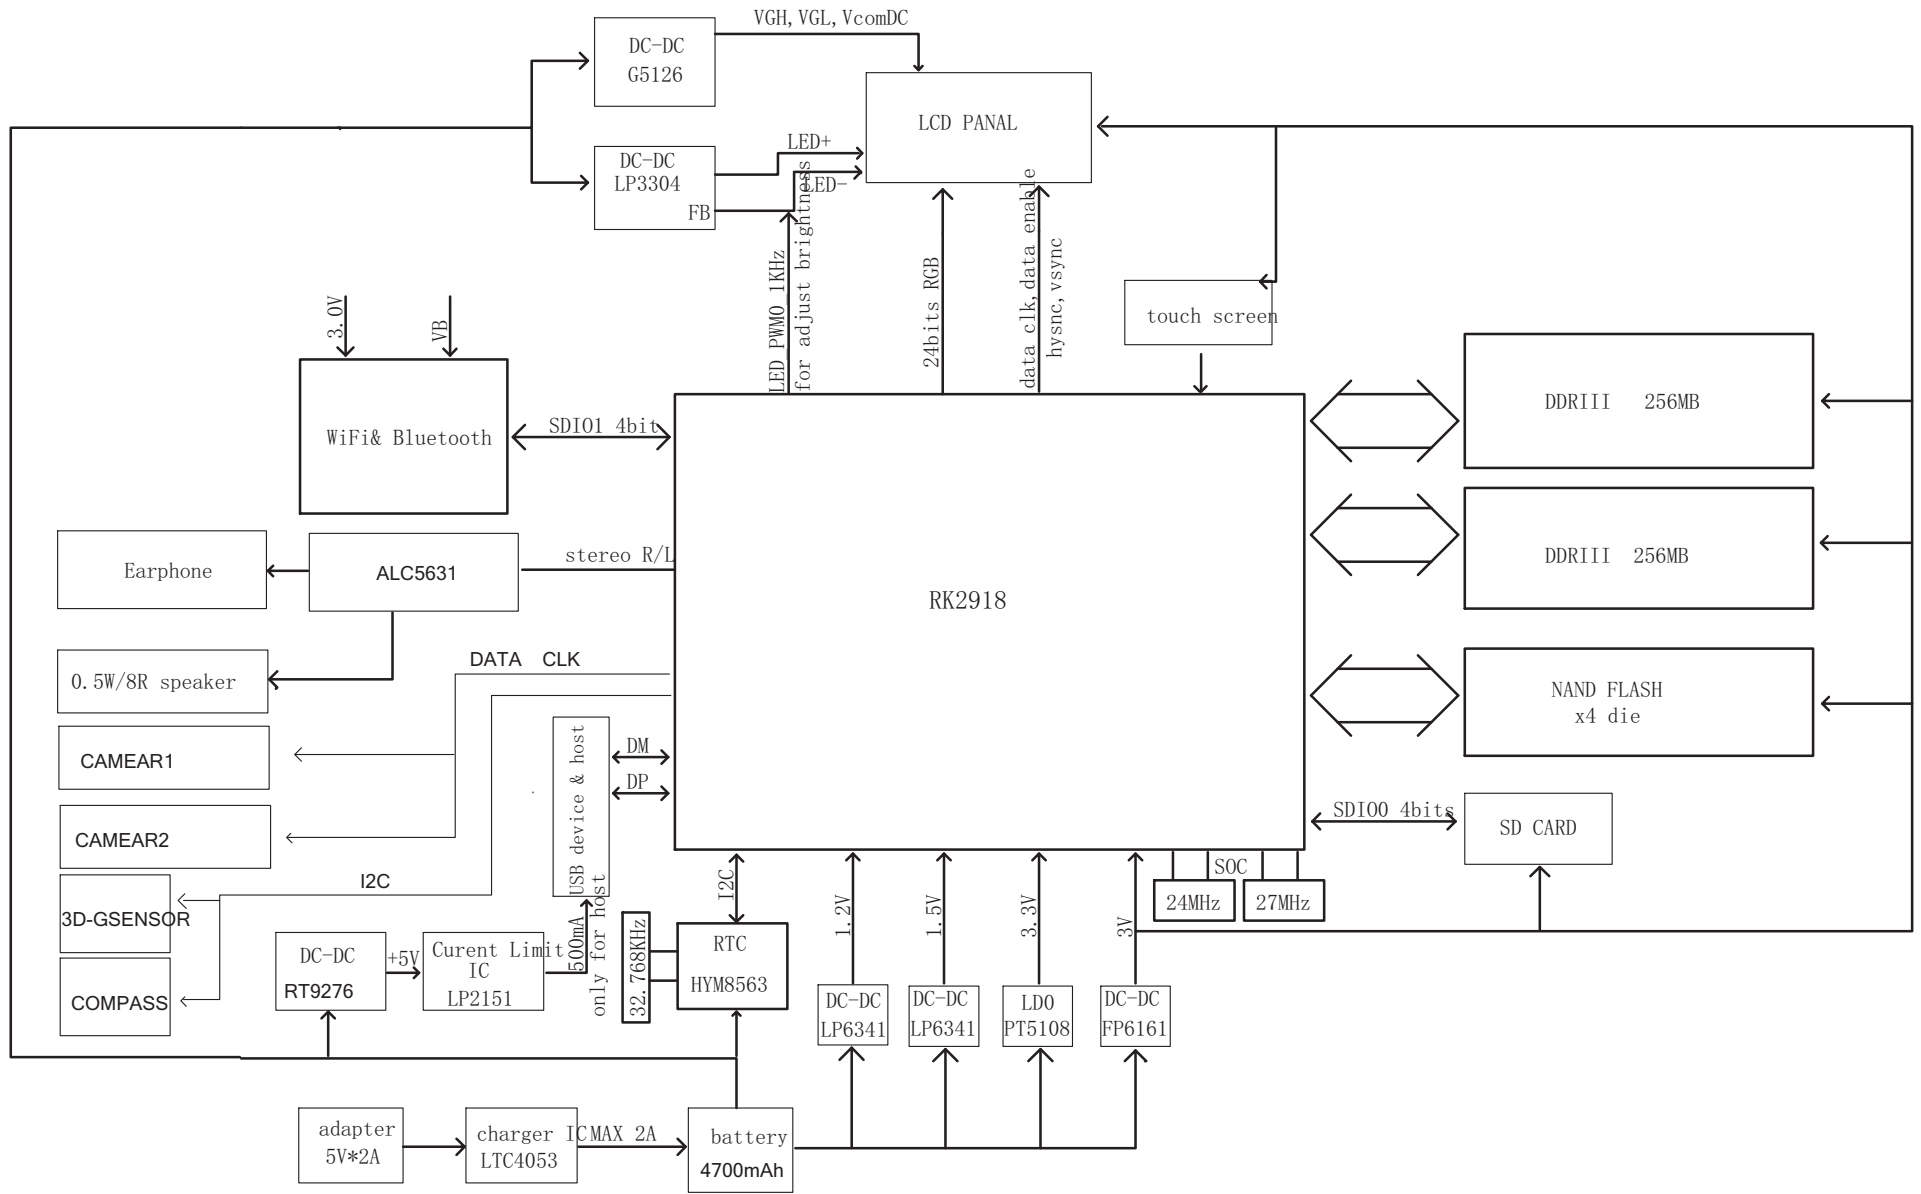 VGH, VGL, VcomDC
DC-DC
G5126
LCD PANAL
DC-DC
LP3304
FB
LED+
LED-
LED_PWM0_1KHz
for adjust brightness
24bits RGB
data clk, data enable
hysnc, vsync
touch screen
3.0V
VB
WiFi& Bluetooth
SDIO1 4bit
DDRIII 256MB
DDRIII 256MB
NAND FLASH
x4 die
Earphone
ALC5631
stereo R/L
RK2918
0.5W/8R speaker
DATA CLK
CAMEAR1
CAMEAR2
USB device & host
DM
DP
SDIO0 4bits
SD CARD
I2C
3D-GSENSOR
COMPASS
DC-DC
RT9276
+5V
Curent Limit
IC
LP2151
500mA
only for host
32.768KHz
I2C
RTC
HYM8563
1.2V
1.5V
3.3V
3V
SOC
24MHz
27MHz
DC-DC
LP6341
DC-DC
LP6341
LDO
PT5108
DC-DC
FP6161
adapter
5V*2A
charger IC
LTC4053
MAX 2A
battery
4700mAh